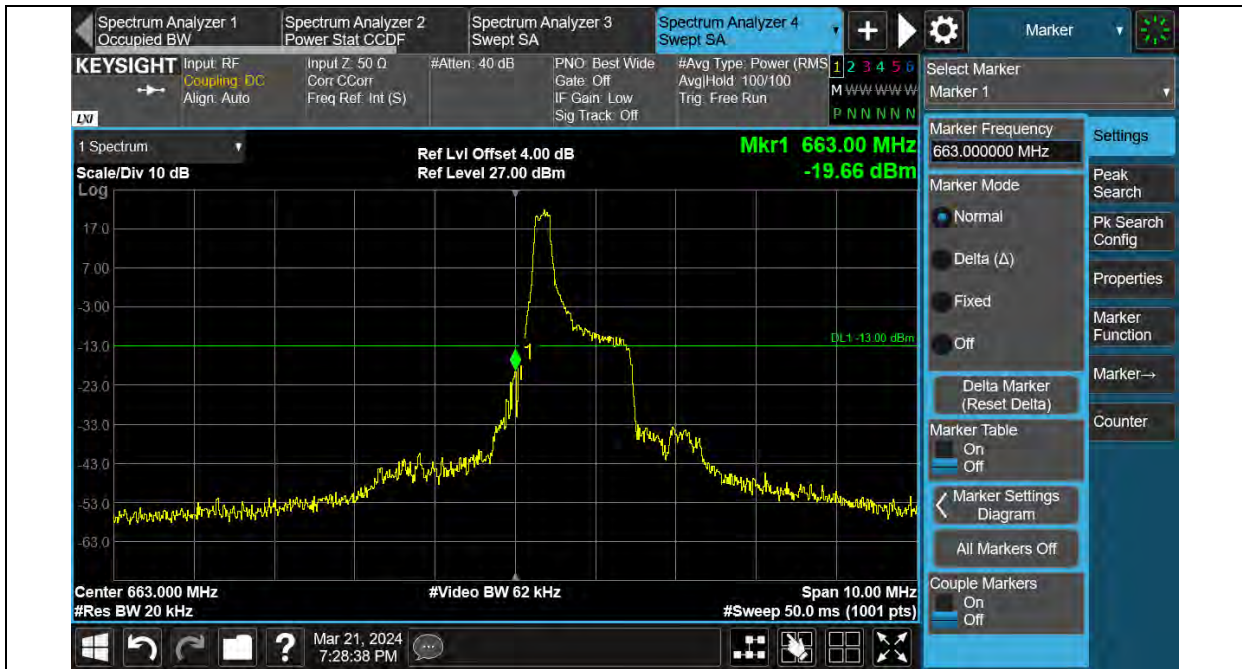 Spectrum Analyzer 1
Occupied BW
Spectrum Analyzer 2
Power Stat CCDF
Spectrum Analyzer 3
Swept SA
Spectrum Analyzer 4
Swept SA
Marker
KEYSIGHT
LXI
Input: RF
Coupling: DC
Align: Auto
Input Z: 50 Ω
Corr CCorr
Freq Ref: Int (S)
#Atten: 40 dB
PNO: Best Wide
Gate: Off
IF Gain: Low
Sig Track: Off
#Avg Type: Power (RMS
Avg|Hold: 100/100
Trig: Free Run
1 2 3 4 5 6
M W W W W W
P N N N N N
Select Marker
Marker 1
1 Spectrum
Scale/Div 10 dB
Ref Lvl Offset 4.00 dB
Ref Level 27.00 dBm
Mkr1 663.00 MHz
-19.66 dBm
Log
17.0
7.00
-3.00
-13.0
-23.0
-33.0
-43.0
-53.0
-63.0
1
DL1 -13.00 dBm
Center 663.000 MHz
#Res BW 20 kHz
#Video BW 62 kHz
Span 10.00 MHz
#Sweep 50.0 ms (1001 pts)
Marker Frequency
663.000000 MHz
Marker Mode
Normal
Delta (Δ)
Fixed
Off
Delta Marker
(Reset Delta)
Marker Table
On
Off
Marker Settings
Diagram
All Markers Off
Couple Markers
On
Off
Settings
Peak
Search
Pk Search
Config
Properties
Marker
Function
Marker→
Counter
?
Mar 21, 2024
7:28:38 PM